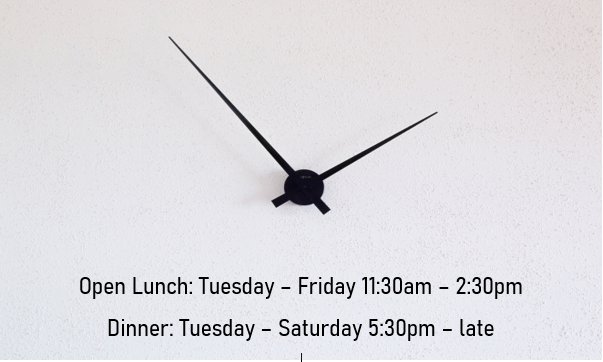 Open Lunch: Tuesday – Friday 11:30am – 2:30pm
Dinner: Tuesday – Saturday 5:30pm – late